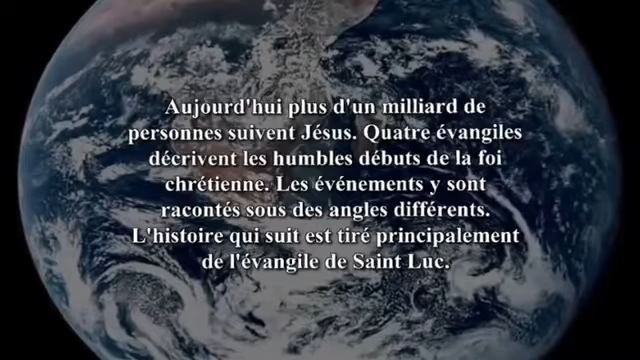 Aujourd'hui plus d'un milliard de
personnes suivent Jésus. Quatre évangiles
décrivent les humbles débuts de la foi
chrétienne. Les événements y sont
racontés sous des angles différents.
L'histoire qui suit est tiré principalement
de l'évangile de Saint Luc.